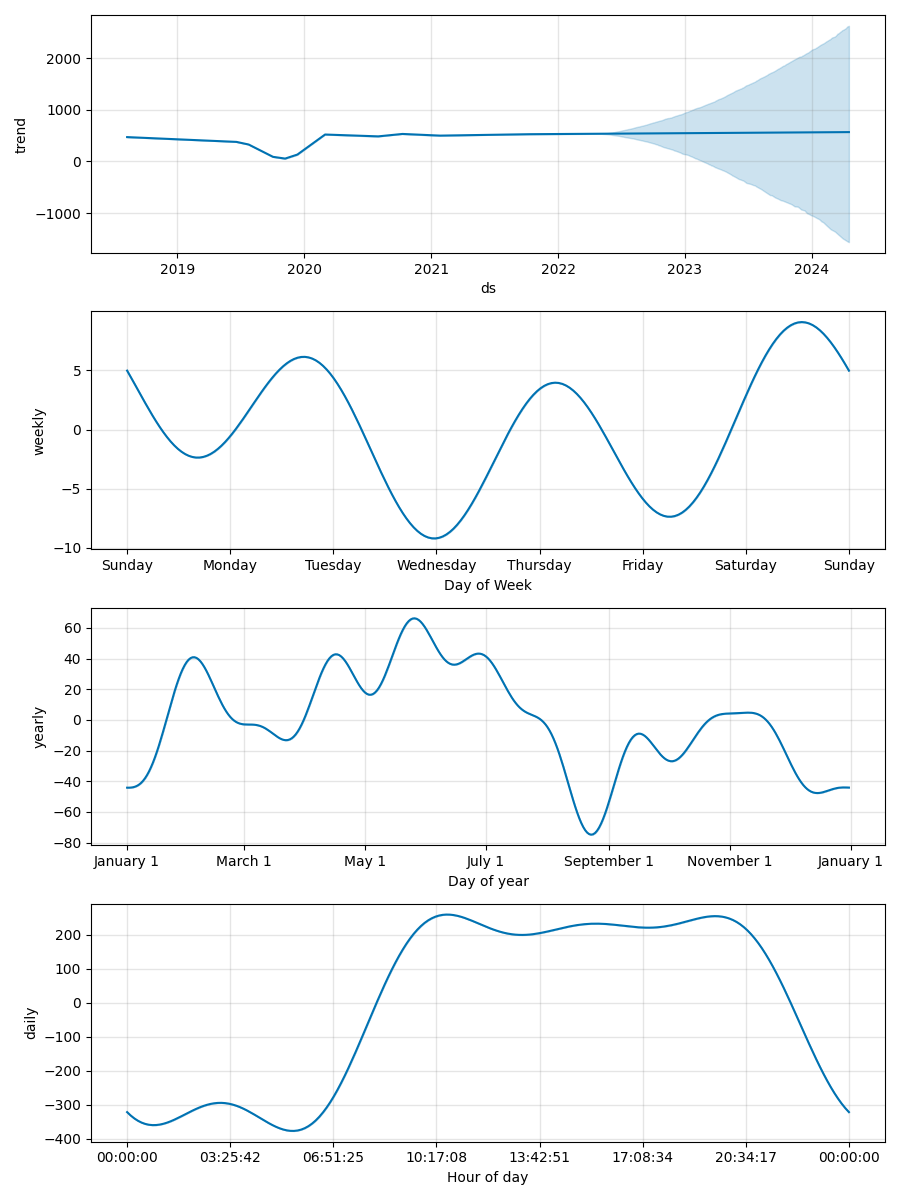 2000
1000
0
−1000
trend
2019 2020 2021 2022 2023 2024
ds
5
0
−5
−10
weekly
Sunday Monday Tuesday Wednesday Thursday Friday Saturday Sunday
Day of Week
60
40
20
0
−20
−40
−60
−80
yearly
January 1 March 1 May 1 July 1 September 1 November 1 January 1
Day of year
200
100
0
−100
−200
−300
−400
daily
00:00:00 03:25:42 06:51:25 10:17:08 13:42:51 17:08:34 20:34:17 00:00:00
Hour of day